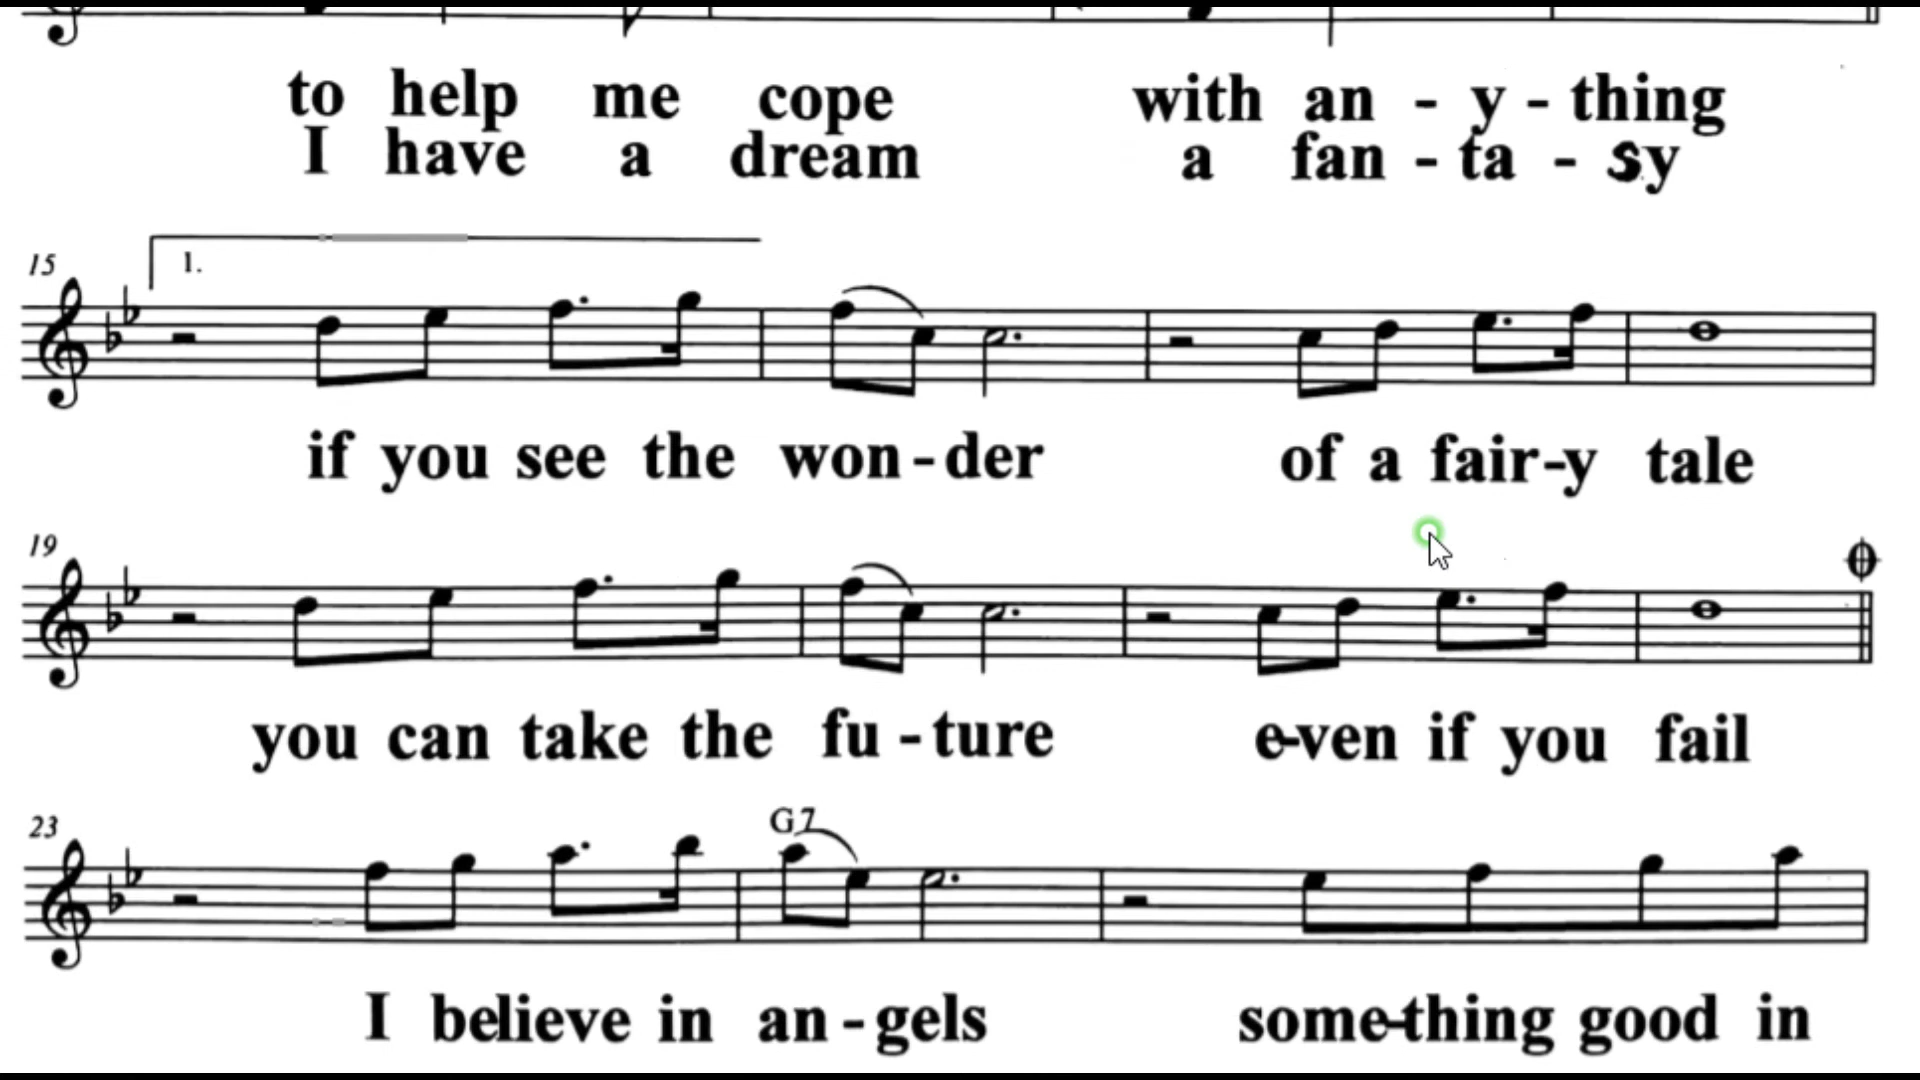 to help me cope with an - y - thing
I have a dream a fan - ta - sy
15
1.
if you see the won - der of a fair-y tale
19
you can take the fu - ture e-ven if you fail
23
G7
I believe in an - gels some-thing good in